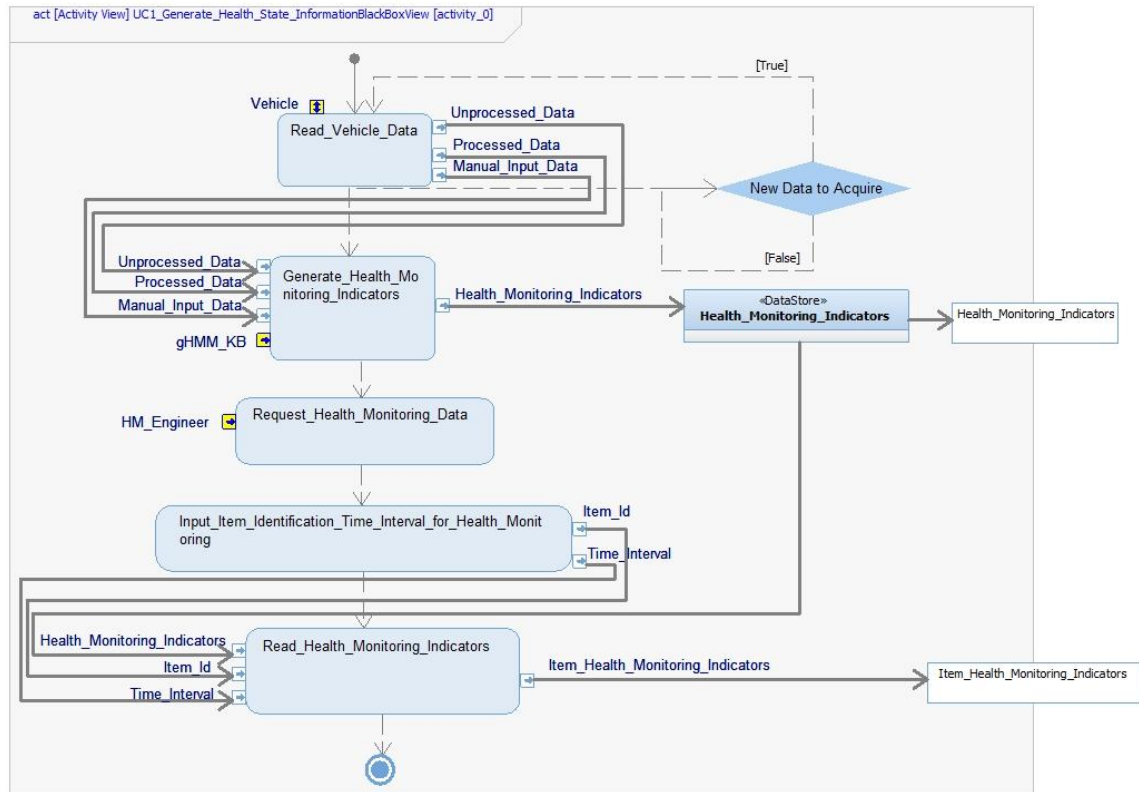 act [Activity View] UC1_Generate_Health_State_InformationBlackBoxView [activity_0]
[True]
Vehicle
Unprocessed_Data
Read_Vehicle_Data
Processed_Data
Manual_Input_Data
New Data to Acquire
[False]
Unprocessed_Data
Processed_Data
Manual_Input_Data
gHMM_KB
Generate_Health_Mo
nitoring_Indicators
Health_Monitoring_Indicators
«DataStore»
Health_Monitoring_Indicators
Health_Monitoring_Indicators
HM_Engineer
Request_Health_Monitoring_Data
Input_Item_Identification_Time_Interval_for_Health_Monit
oring
Item_Id
Time_Interval
Health_Monitoring_Indicators
Item_Id
Time_Interval
Read_Health_Monitoring_Indicators
Item_Health_Monitoring_Indicators
Item_Health_Monitoring_Indicators